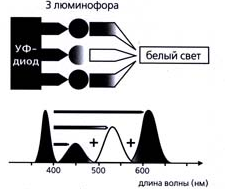 3 люминофора
УФ-
диод
белый свет
+ +
400 500 600
длина волны (нм)